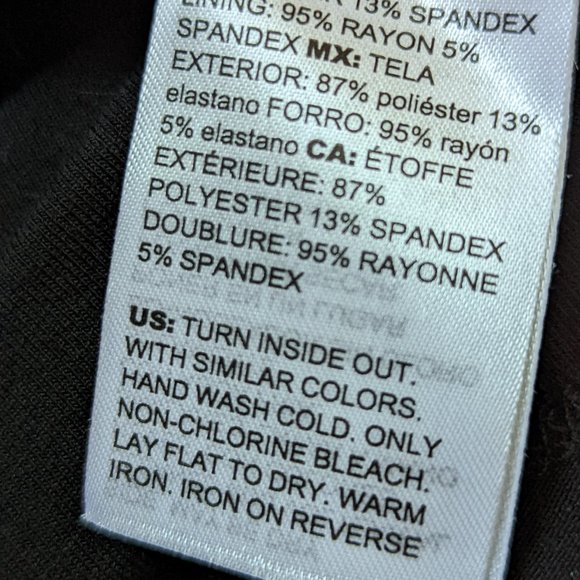 13% SPANDEX
LINING: 95% RAYON 5%
SPANDEX MX: TELA
EXTERIOR: 87% poliéster 13%
elastano FORRO: 95% rayón
5% elastano CA: ÉTOFFE
EXTÉRIEURE: 87%
POLYESTER 13% SPANDEX
DOUBLURE: 95% RAYONNE
5% SPANDEX
US: TURN INSIDE OUT.
WITH SIMILAR COLORS.
HAND WASH COLD. ONLY
NON-CHLORINE BLEACH.
LAY FLAT TO DRY. WARM
IRON. IRON ON REVERSE